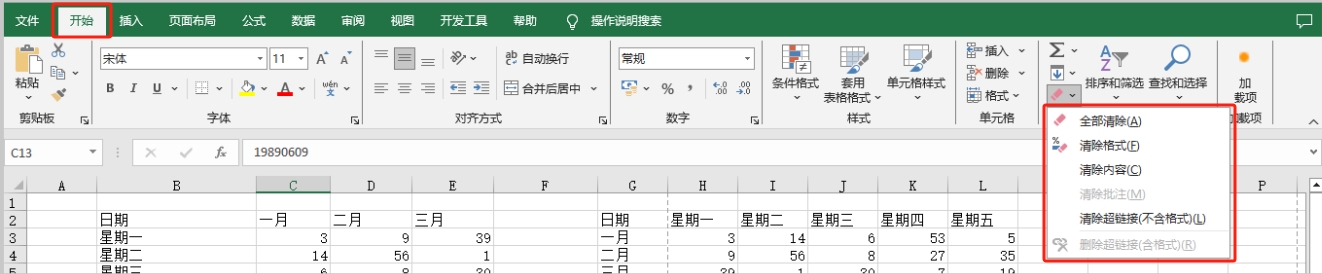 文件 开始 插入 页面布局 公式 数据 审阅 视图 开发工具 帮助 操作说明搜索
宋体 11 A A 自动换行 常规 插入
粘贴 条件格式 套用 表格格式 单元格样式 删除 排序和筛选 查找和选择 加载项
B I U A wén 文 合并后居中 % 格式
剪贴板 字体 对齐方式 数字 样式 单元格
全部清除(A)
清除格式(F)
清除内容(C)
清除批注(M)
清除超链接(不含格式)(L)
删除超链接(含格式)(R)
C13 fx 19890609
A B C D E F G H I J K L P
1
2 日期 一月 二月 三月 日期 星期一 星期二 星期三 星期四 星期五
3 星期一 3 9 39 一月 3 14 6 53 5
4 星期二 14 56 1 二月 9 56 8 27 35
5 星期三 6 8 30 三月 39 1 30 7 19